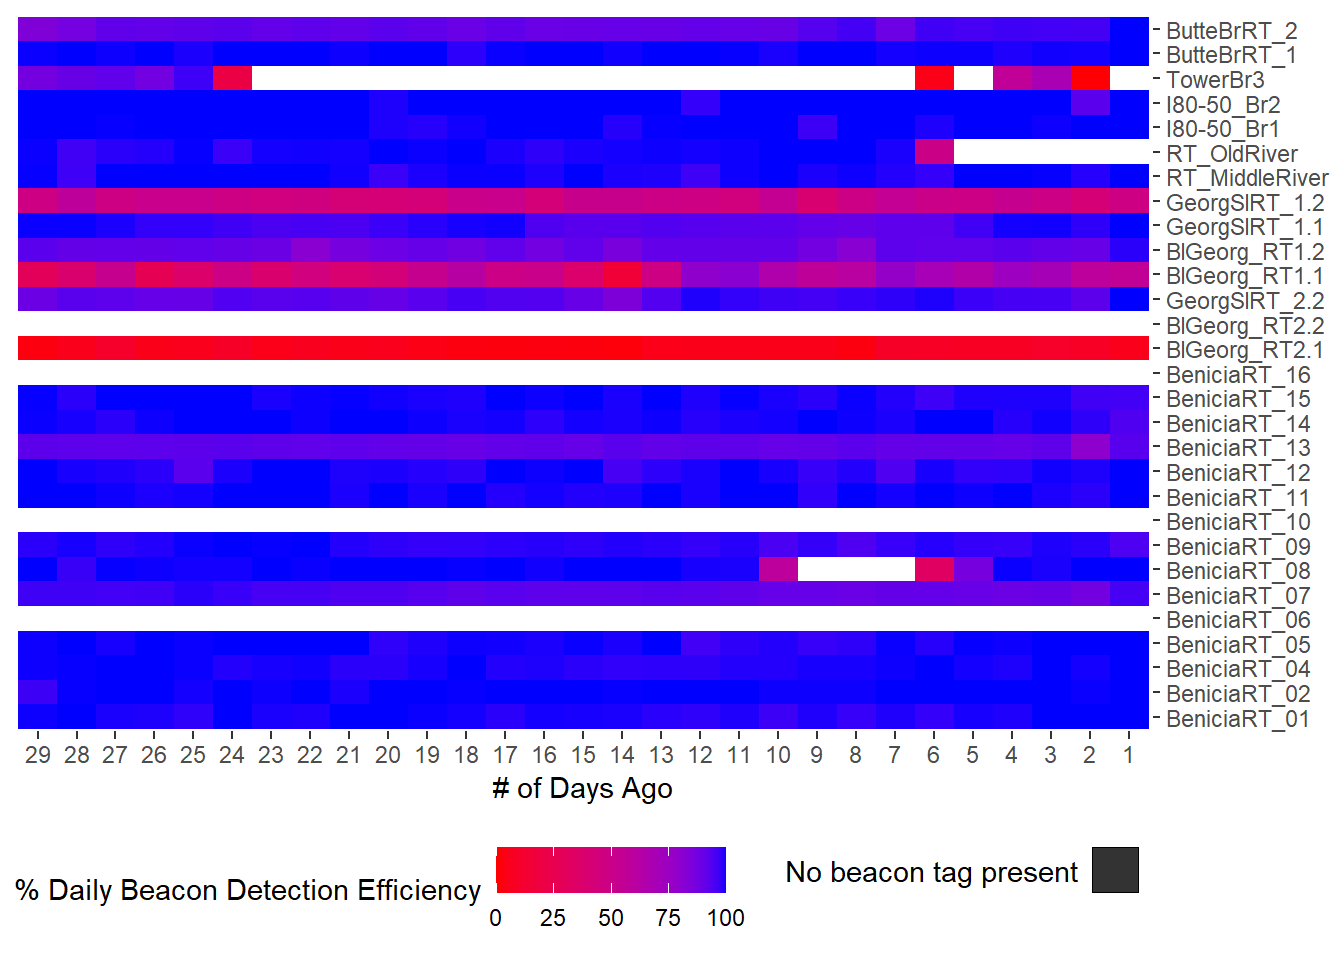 ButteBrRT_2
ButteBrRT_1
TowerBr3
I80-50_Br2
I80-50_Br1
RT_OldRiver
RT_MiddleRiver
GeorgSlRT_1.2
GeorgSlRT_1.1
BlGeorg_RT1.2
BlGeorg_RT1.1
GeorgSlRT_2.2
BlGeorg_RT2.2
BlGeorg_RT2.1
BeniciaRT_16
BeniciaRT_15
BeniciaRT_14
BeniciaRT_13
BeniciaRT_12
BeniciaRT_11
BeniciaRT_10
BeniciaRT_09
BeniciaRT_08
BeniciaRT_07
BeniciaRT_06
BeniciaRT_05
BeniciaRT_04
BeniciaRT_02
BeniciaRT_01
29 28 27 26 25 24 23 22 21 20 19 18 17 16 15 14 13 12 11 10 9 8 7 6 5 4 3 2 1
# of Days Ago
% Daily Beacon Detection Efficiency
0 25 50 75 100
No beacon tag present